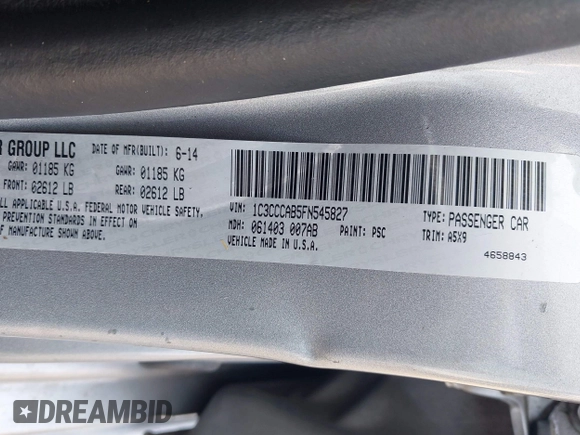 R GROUP LLC
DATE OF MFR(BUILT): 6-14
GAWR: 01185 KG
GAWR: 01185 KG
FRONT: 02612 LB
REAR: 02612 LB
APPLICABLE U.S.A. FEDERAL MOTOR VEHICLE SAFETY,
PREVENTION STANDARDS IN EFFECT
OF MANUFACTURE SHOWN ABOVE.
VIN: 1C3CCCAB5FN545827
TYPE: PASSENGER CAR
MDH: 061403 007AB
PAINT: PSC
TRIM: A5X9
VEHICLE MADE IN U.S.A.
4658843
DREAMBID